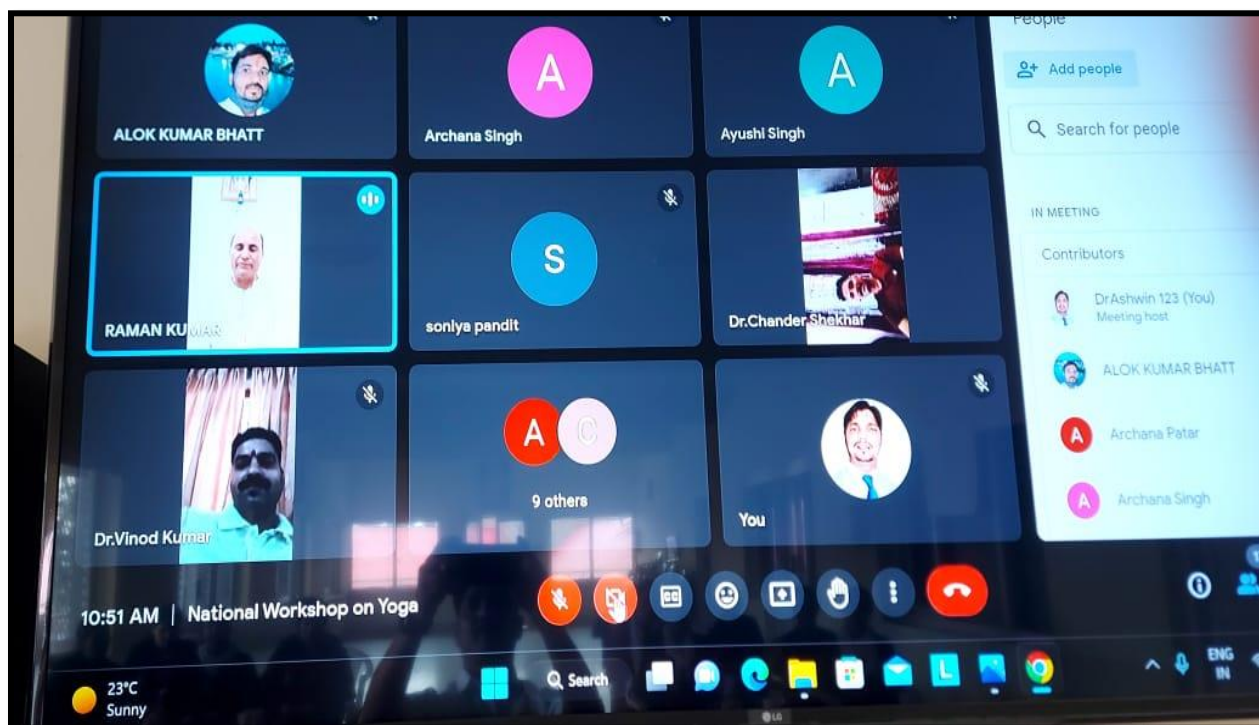 People
Add people
Search for people
IN MEETING
Contributors
DrAshwin 123 (You)
Meeting host
ALOK KUMAR BHATT
A Archana Patar
A Archana Singh
ALOK KUMAR BHATT
A
Archana Singh
A
Ayushi Singh
RAMAN KUMAR
S
soniya pandit
Dr.Chander Shekhar
Dr.Vinod Kumar
A C
9 others
You
10:51 AM | National Workshop on Yoga
CC
23°C
Sunny
Search
L
ENG
IN
LG